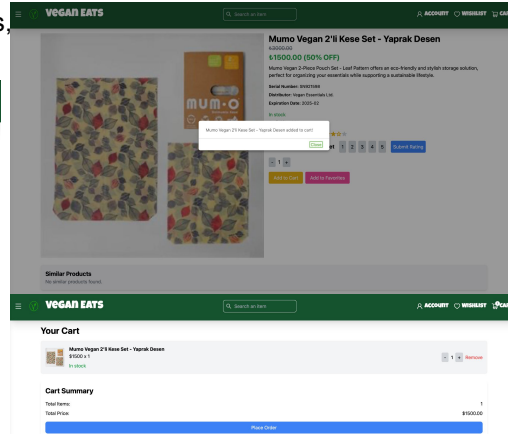 s,
VEGAN EATS
Search an item
ACCOUNT
WISHLIST
CAR
Mumo Vegan 2'li Kese Set - Yaprak Desen
₺3000.00
₺1500.00 (50% OFF)
Mumo Vegan 2-Piece Pouch Set – Leaf Pattern offers an eco-friendly and stylish storage solution, perfect for organizing your essentials while supporting a sustainable lifestyle.
Distributor: Vegan Essentials Ltd.
In stock
MUM-O
Mumo Vegan 2'li Kese Set - Yaprak Desen added to cart!
Close
1 2 3 4 5 Submit Rating
- 1 +
Add to Cart
Add to Favorites
Similar Products
No similar products found.
VEGAN EATS
Search an item
ACCOUNT
WISHLIST
CAR
Your Cart
Mumo Vegan 2'li Kese Set - Yaprak Desen
$1500 x 1
In stock
- 1 + Remove
Cart Summary
Total Items: 1
Total Price: $1500.00
Place Order